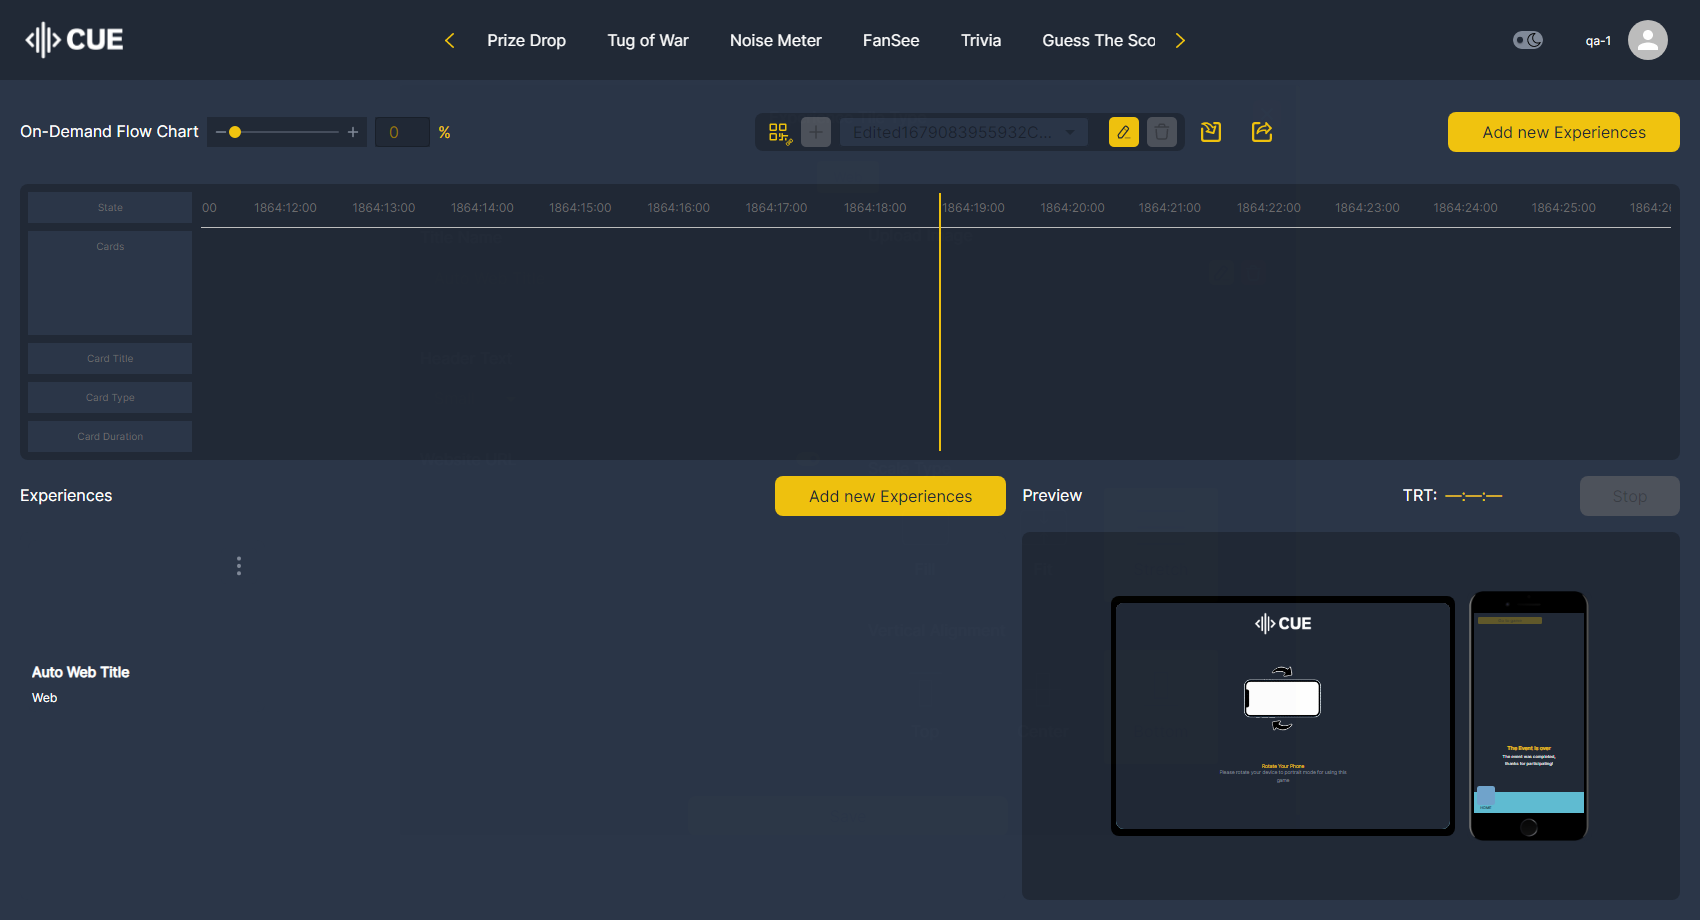 CUE
Prize Drop Tug of War Noise Meter FanSee Trivia Guess The Sco
qa-1
On-Demand Flow Chart 0 %
Edited1679083955932C...
Add new Experiences
State
00 1864:12:00 1864:13:00 1864:14:00 1864:15:00 1864:16:00 1864:17:00 1864:18:00 1864:19:00 1864:20:00 1864:21:00 1864:22:00 1864:23:00 1864:24:00 1864:25:00 1864:26
Cards
Card Title
Card Type
Card Duration
Experiences
Add new Experiences
Preview
TRT: —:—:—
Stop
Auto Web Title
Web
CUE
Rotate Your Phone
Please rotate your device to portrait mode for using this
game
The Event is over
The event was completed,
thanks for participating!
HOME